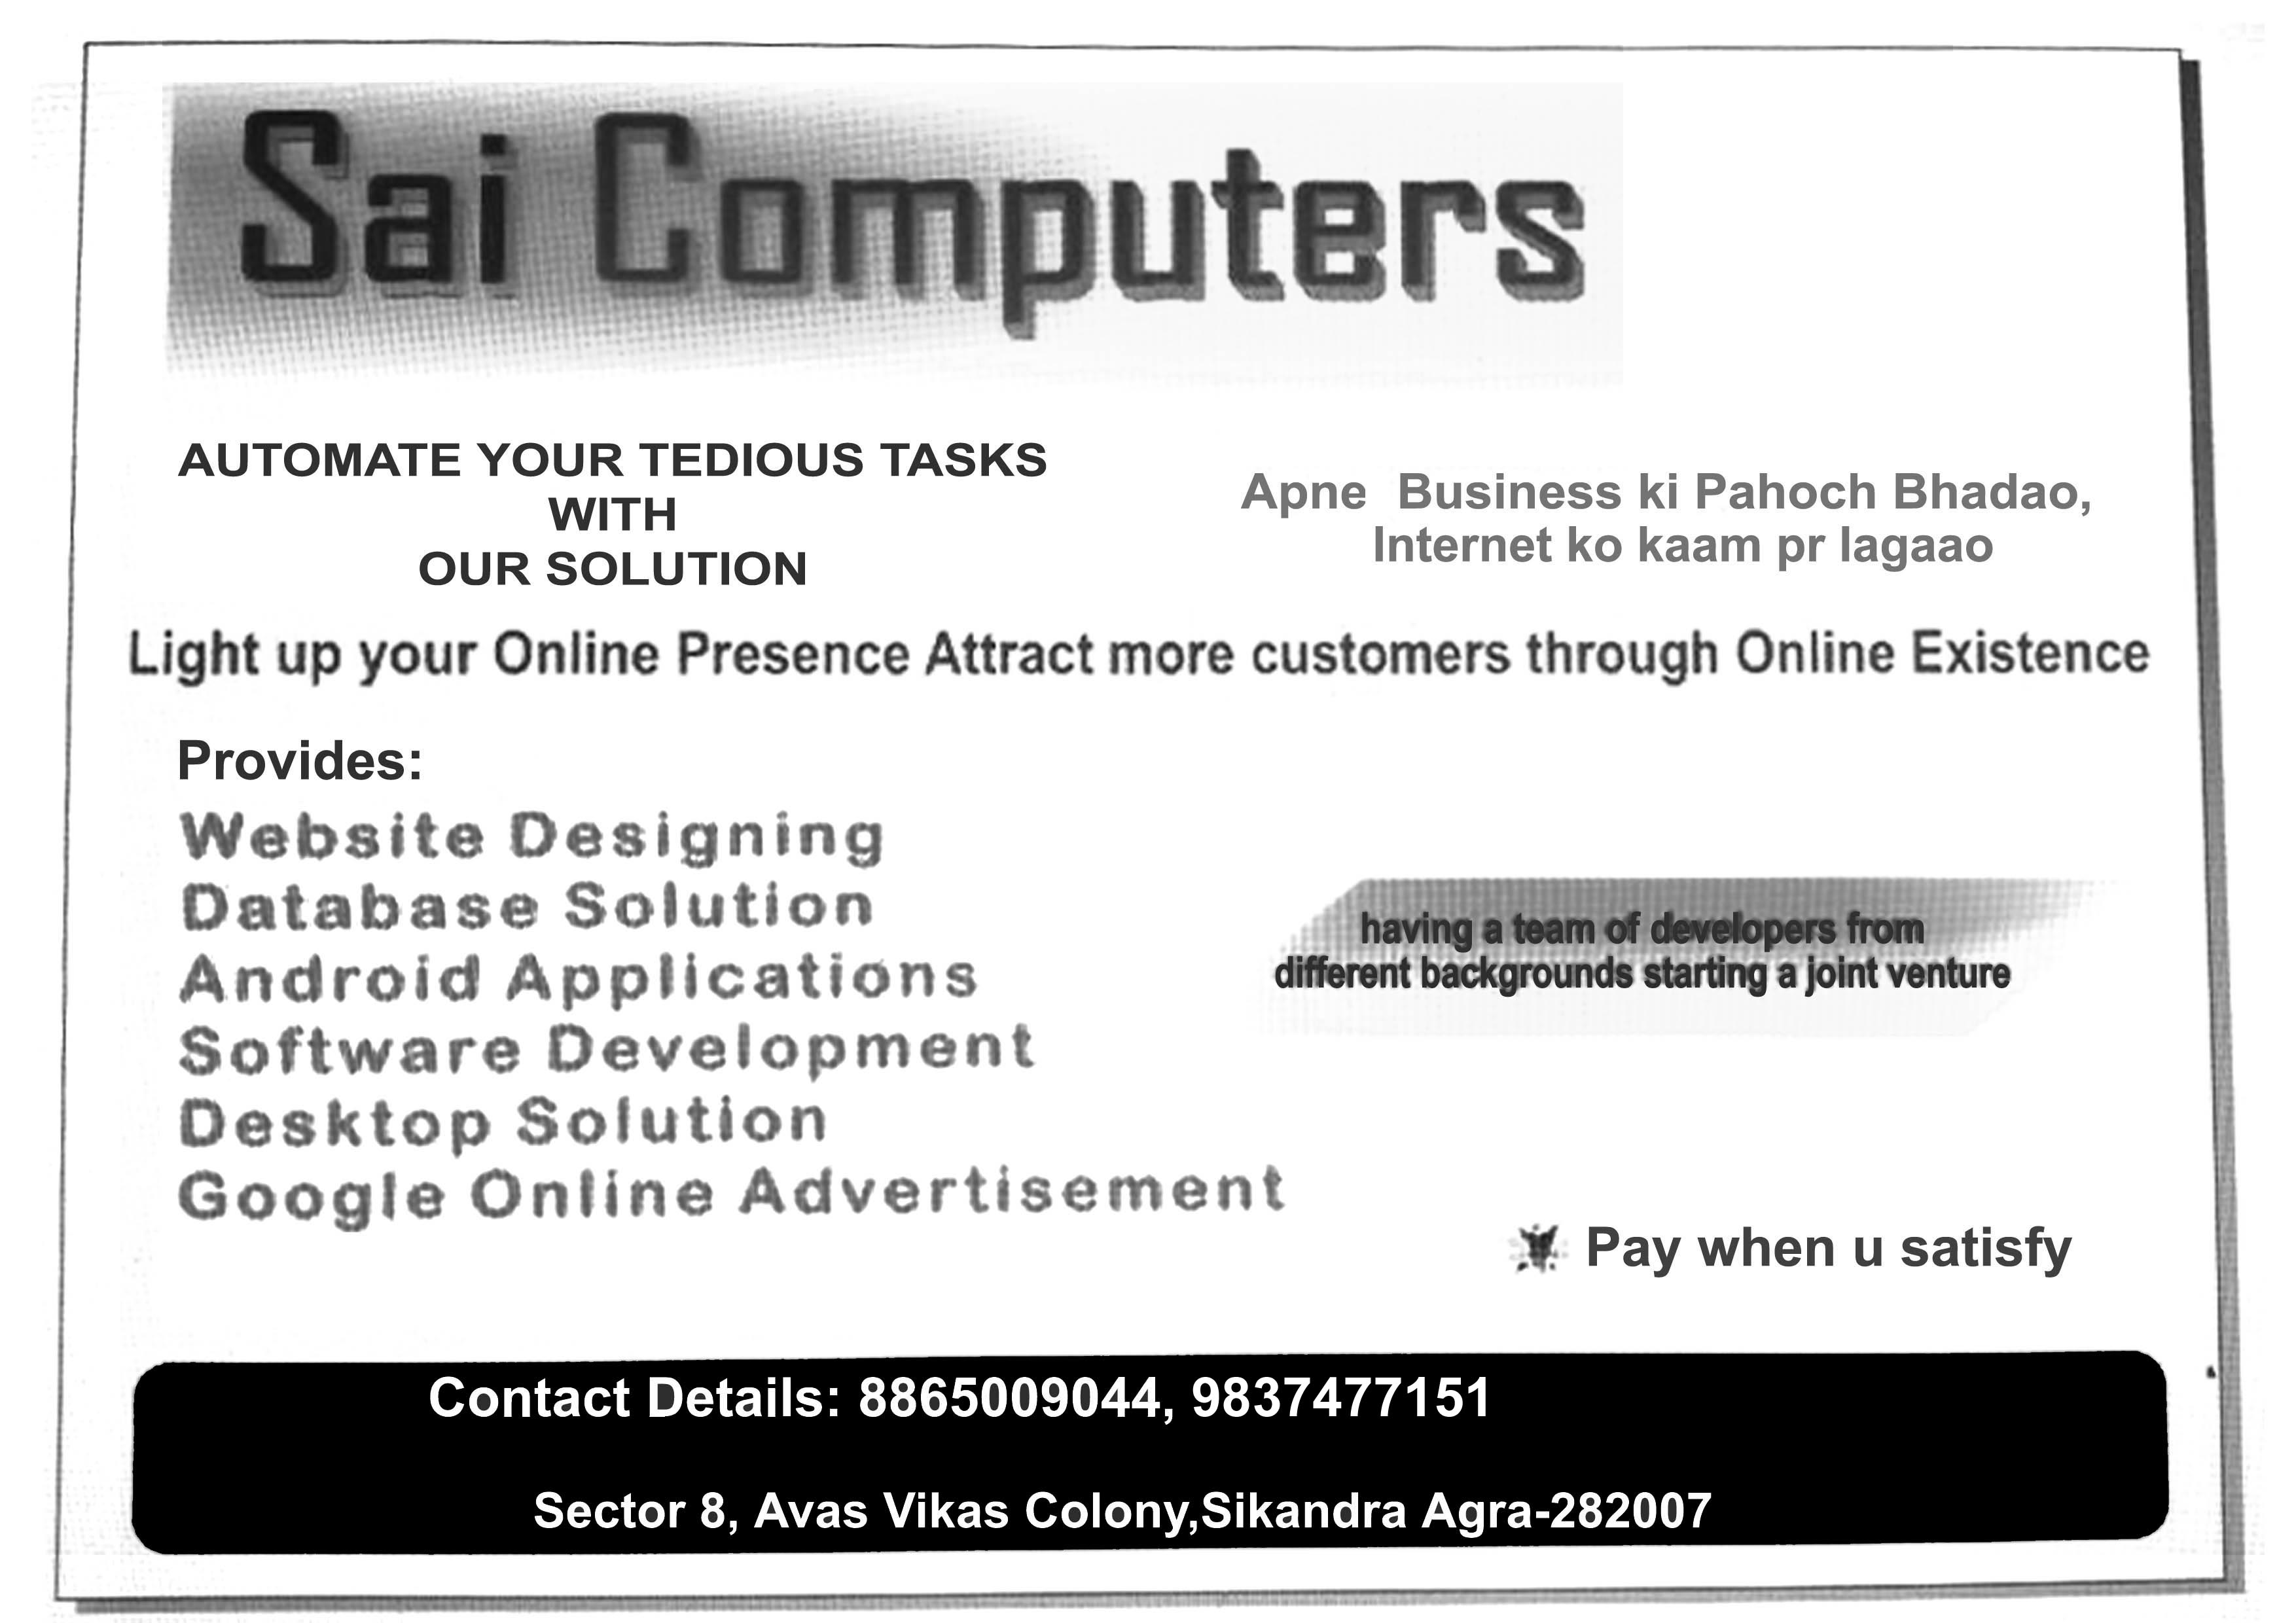 Sai Computers
AUTOMATE YOUR TEDIOUS TASKS
WITH
OUR SOLUTION
Apne Business ki Pahoch Bhadao,
Internet ko kaam pr lagaao
Light up your Online Presence Attract more customers through Online Existence
Provides:
Website Designing
Database Solution
Android Applications
Software Development
Desktop Solution
Google Online Advertisement
having a team of developers from
different backgrounds starting a joint venture
Pay when u satisfy
Contact Details: 8865009044, 9837477151
Sector 8, Avas Vikas Colony,Sikandra Agra-282007